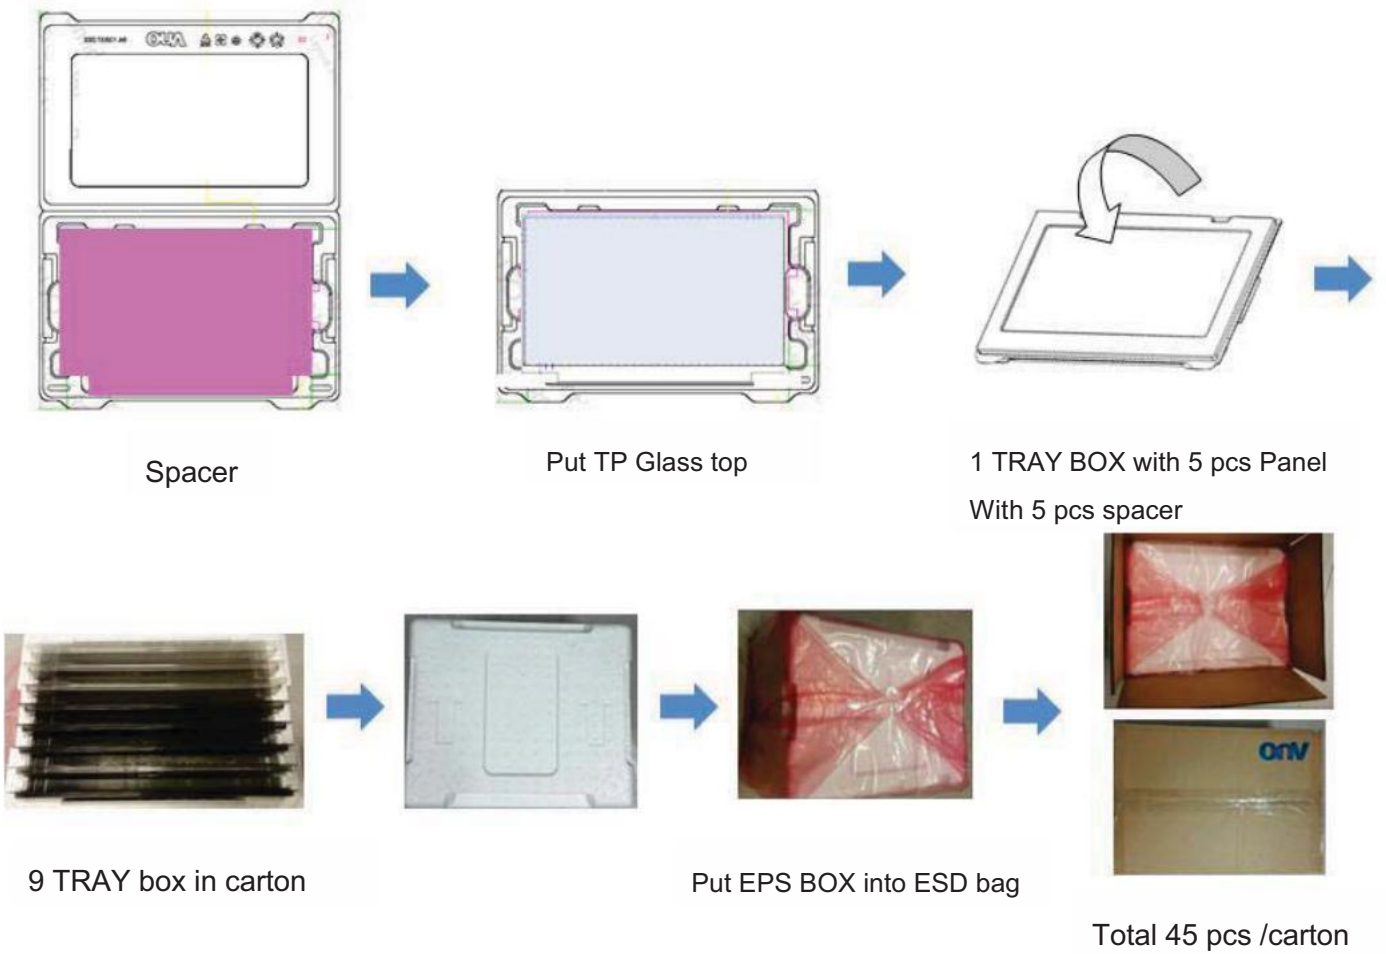 Spacer
Put TP Glass top
1 TRAY BOX with 5 pcs Panel
With 5 pcs spacer
9 TRAY box in carton
Put EPS BOX into ESD bag
AUO
Total 45 pcs /carton